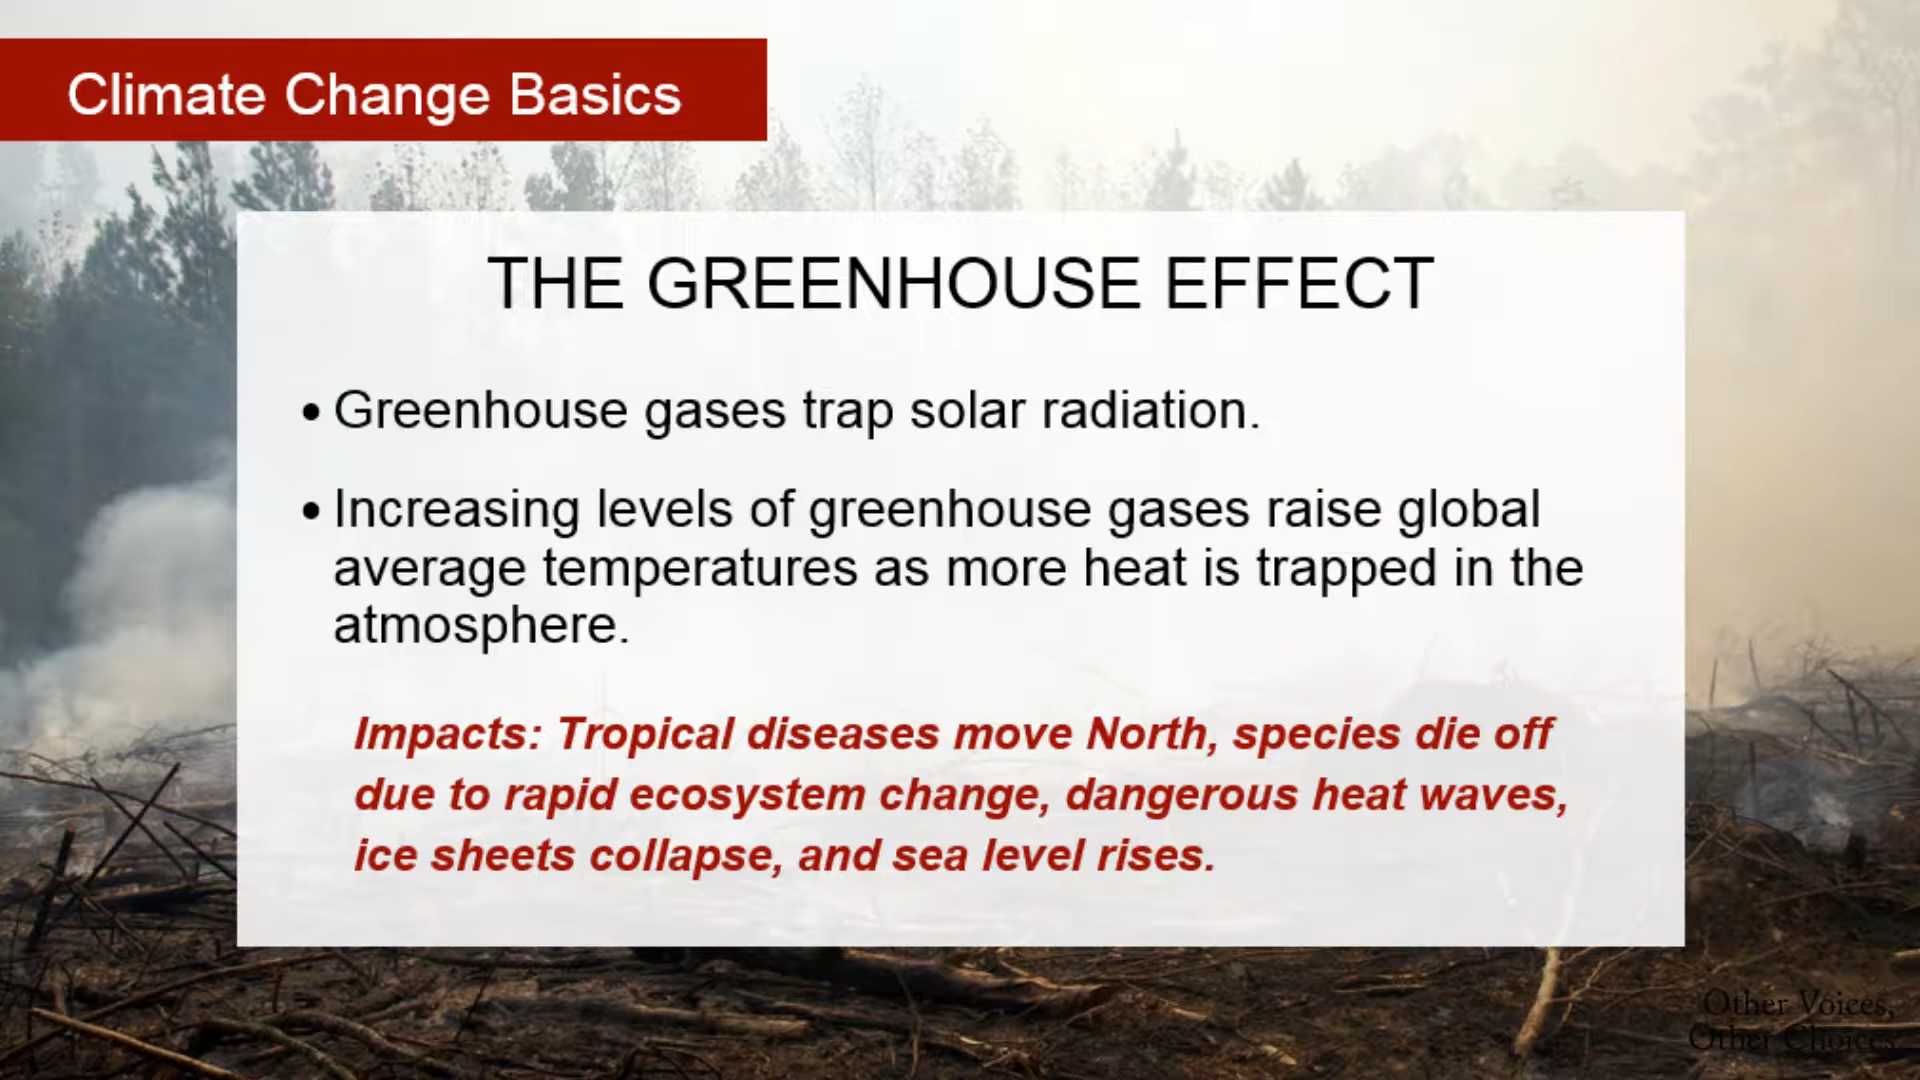 Climate Change Basics
THE GREENHOUSE EFFECT
• Greenhouse gases trap solar radiation.
• Increasing levels of greenhouse gases raise global
average temperatures as more heat is trapped in the
atmosphere.
Impacts: Tropical diseases move North, species die off
due to rapid ecosystem change, dangerous heat waves,
ice sheets collapse, and sea level rises.
Other Voices,
Other Choices